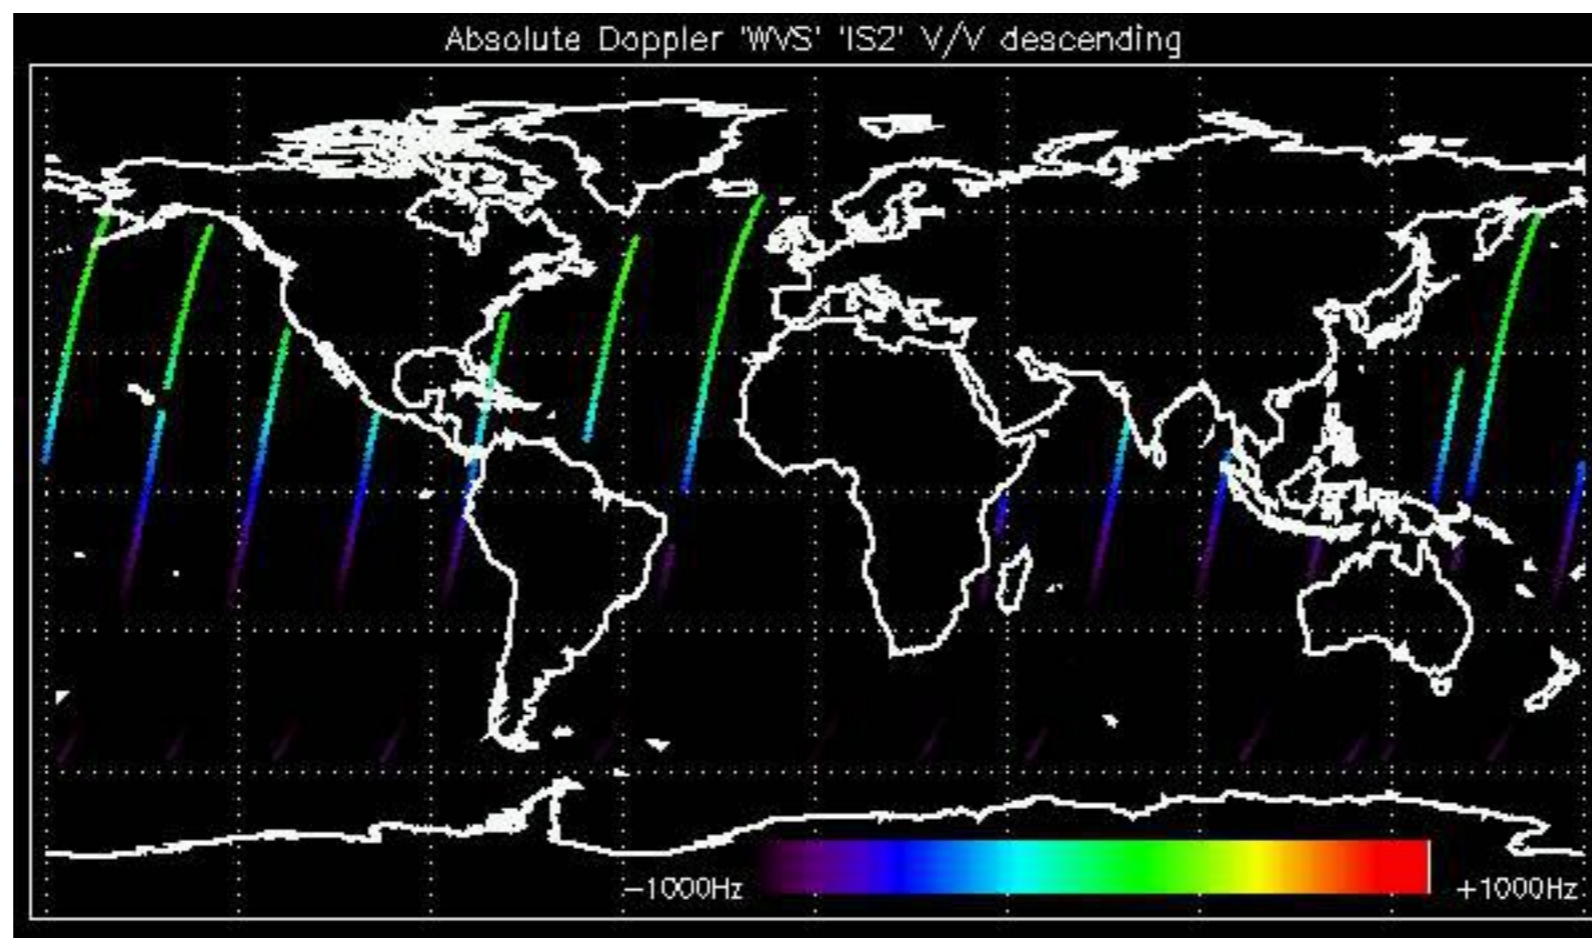 Absolute Doppler 'WVS' 'IS2' V/V descending
−1000Hz +1000Hz